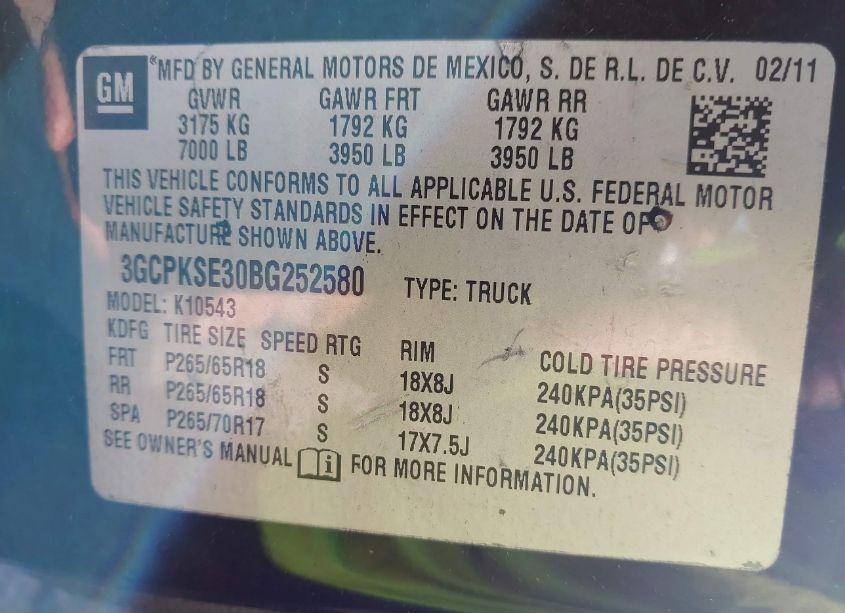 GM ®MFD BY GENERAL MOTORS DE MEXICO, S. DE R.L. DE C.V. 02/11
GVWR GAWR FRT GAWR RR
3175 KG 1792 KG 1792 KG
7000 LB 3950 LB 3950 LB
THIS VEHICLE CONFORMS TO ALL APPLICABLE U.S. FEDERAL MOTOR
VEHICLE SAFETY STANDARDS IN EFFECT ON THE DATE OF
MANUFACTURE SHOWN ABOVE.
3GCPKSE30BG252580 TYPE: TRUCK
MODEL: K10543
KDFG TIRE SIZE SPEED RTG RIM COLD TIRE PRESSURE
FRT P265/65R18 S 18X8J 240KPA(35PSI)
RR P265/65R18 S 18X8J 240KPA(35PSI)
SPA P265/70R17 S 17X7.5J 240KPA(35PSI)
SEE OWNER'S MANUAL i FOR MORE INFORMATION.